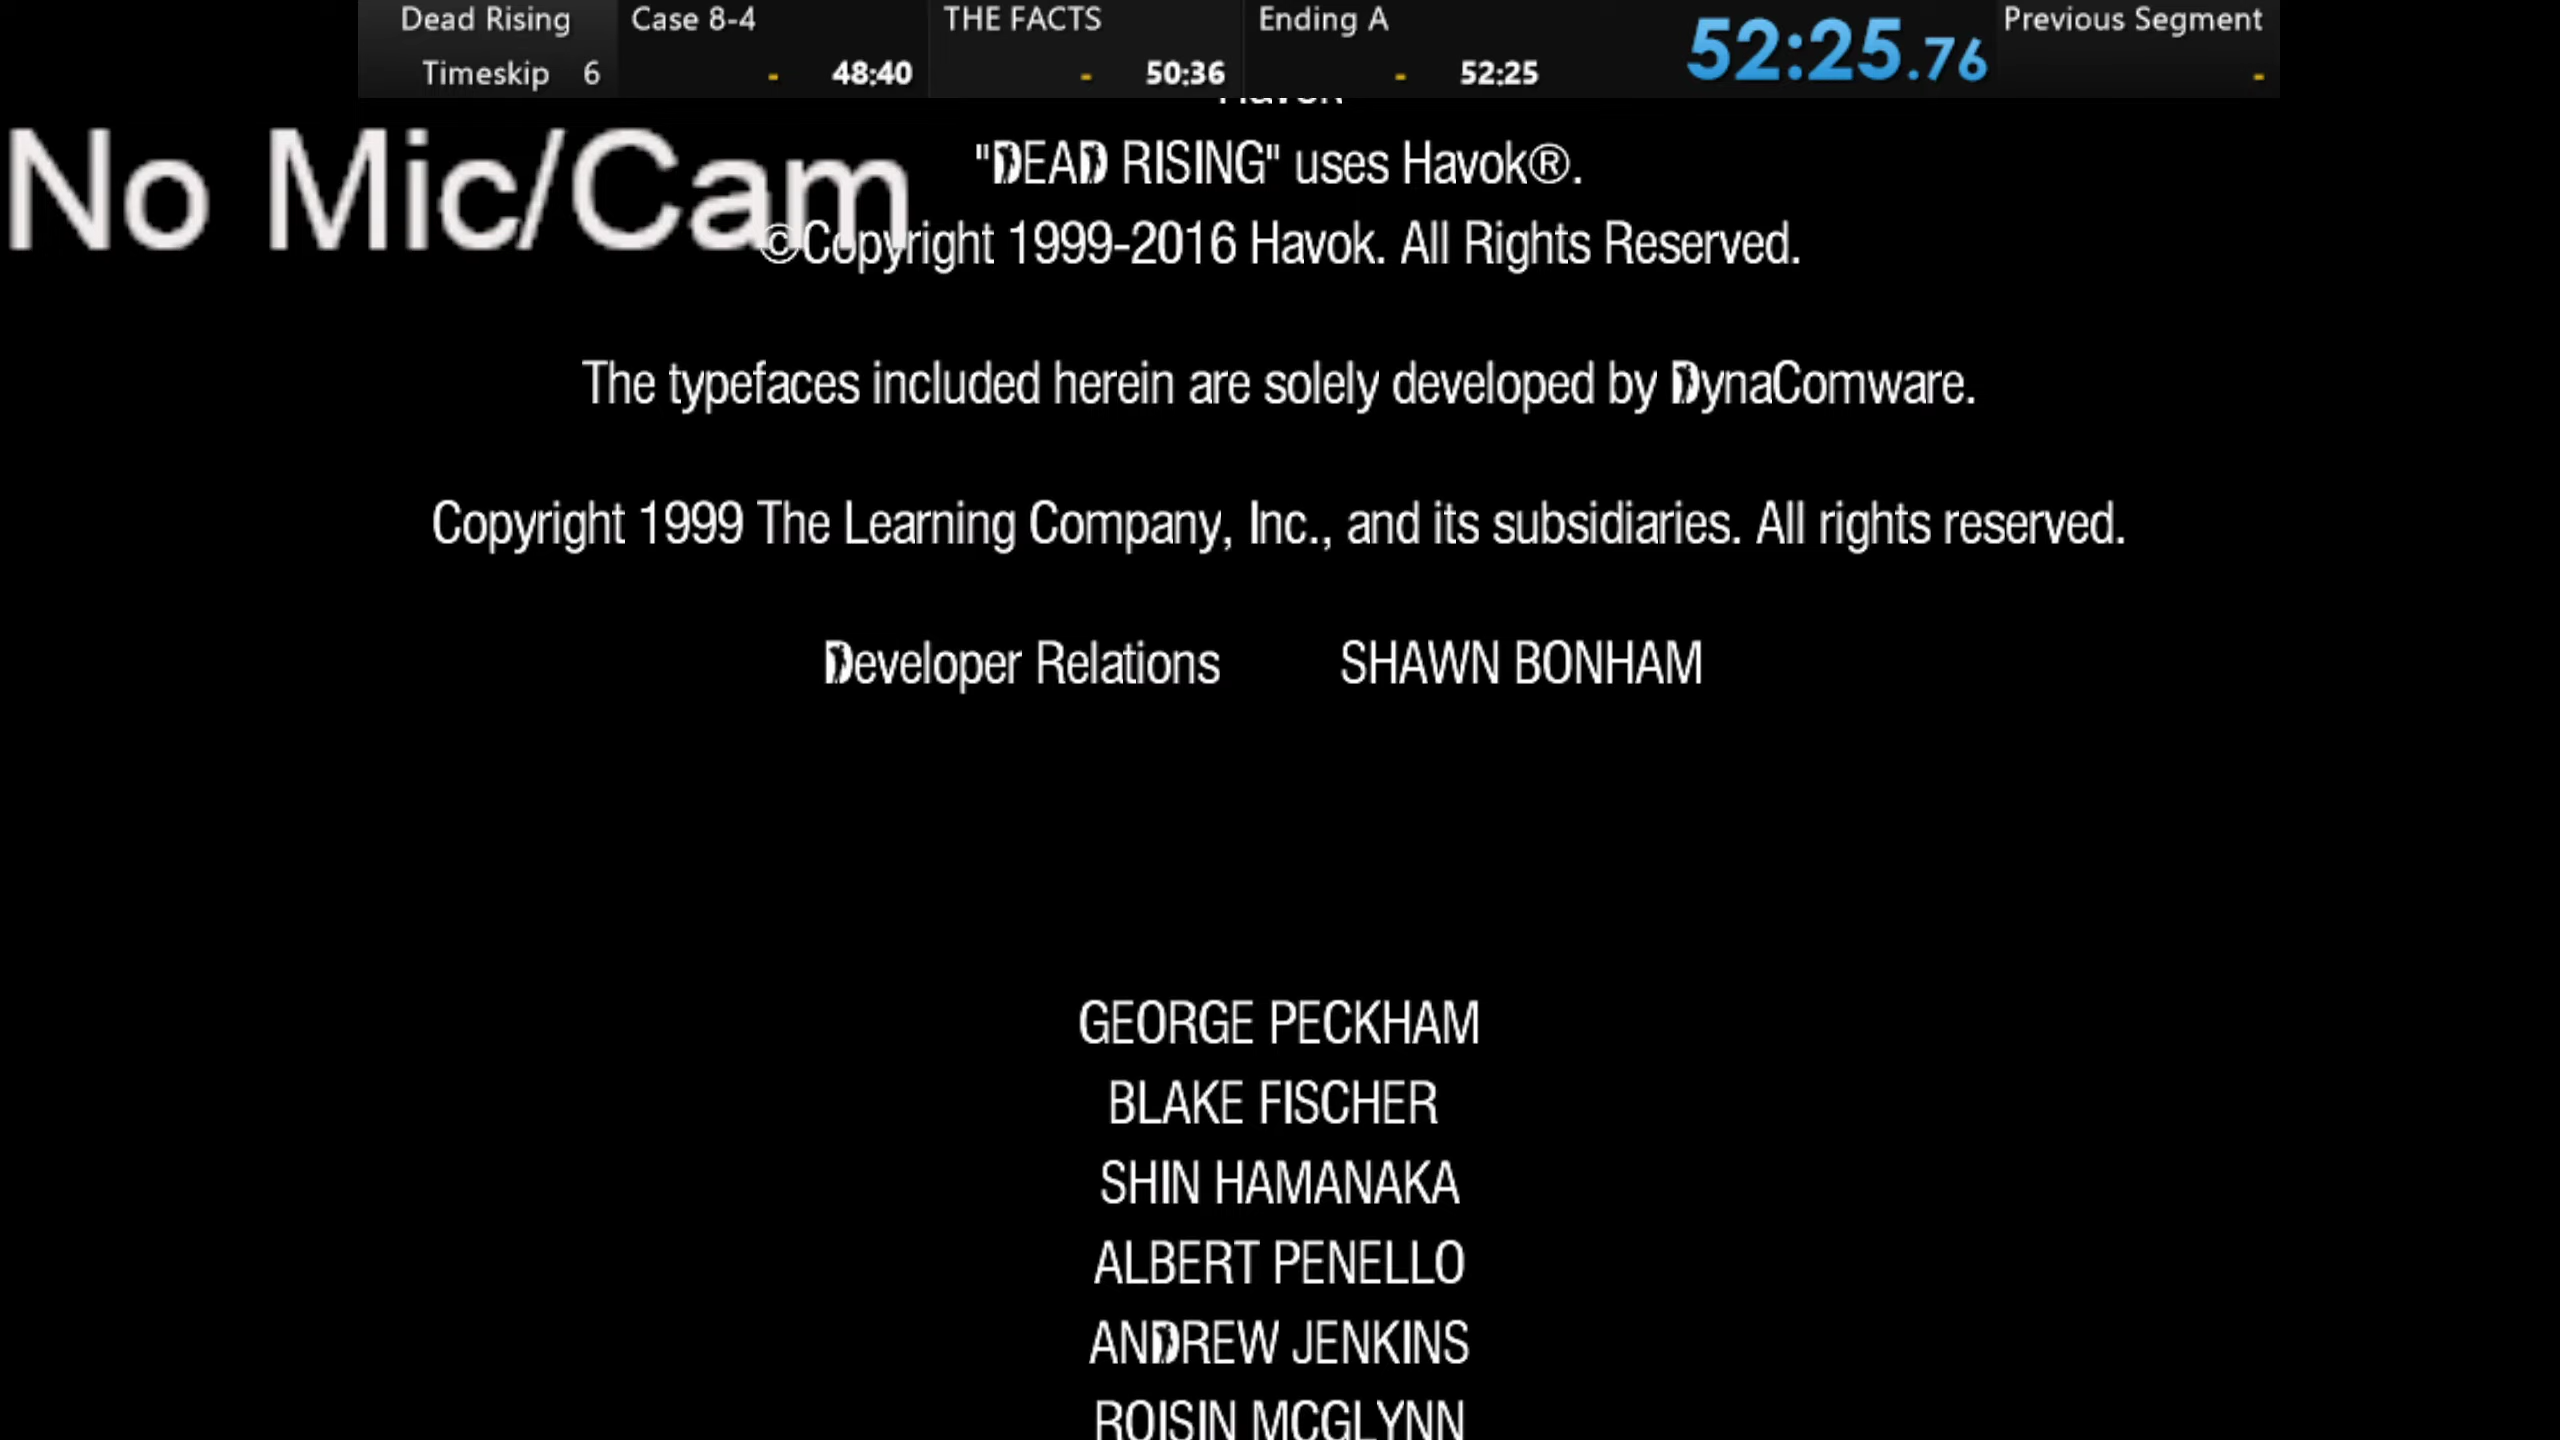 Dead Rising
Timeskip 6
Case 8-4
- 48:40
THE FACTS
- 50:36
Ending A
- 52:25
52:25.76
Previous Segment
-
No Mic/Cam
Havok
"DEAD RISING" uses Havok®.
©Copyright 1999-2016 Havok. All Rights Reserved.
The typefaces included herein are solely developed by DynaComware.
Copyright 1999 The Learning Company, Inc., and its subsidiaries. All rights reserved.
Developer Relations SHAWN BONHAM
GEORGE PECKHAM
BLAKE FISCHER
SHIN HAMANAKA
ALBERT PENELLO
ANDREW JENKINS
ROISIN MCGLYNN